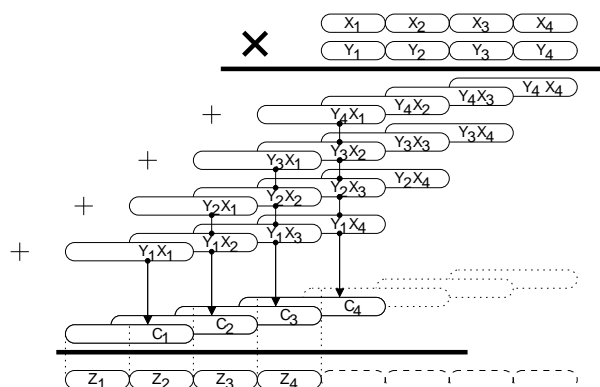 X1 X2 X3 X4
× Y1 Y2 Y3 Y4
Y4 X4
Y4X3
Y4X2
+ Y4X1
Y3X4
Y3X3
Y3X2
+ Y3X1
Y2X4
Y2X3
Y2X2
+ Y2X1
Y1X4
Y1X3
Y1X2
+ Y1X1
C4
C3
C2
C1
Z1 Z2 Z3 Z4